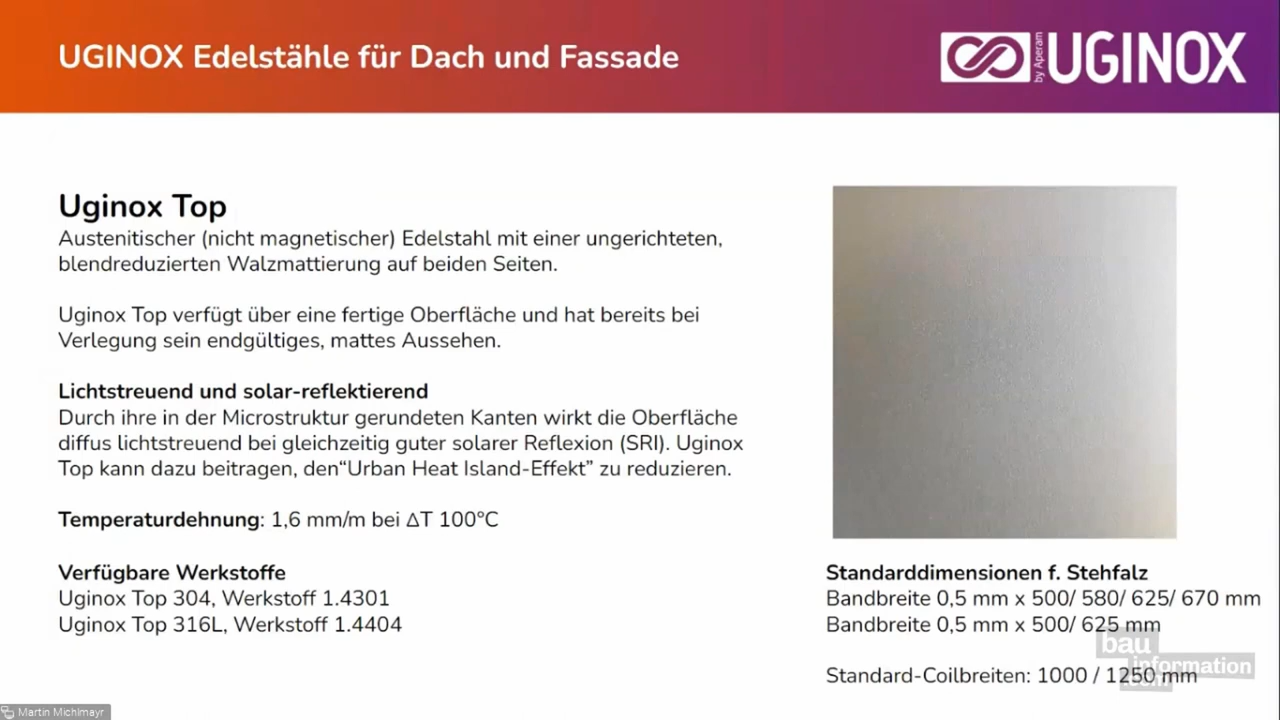 UGINOX Edelstähle für Dach und Fassade
by Aperam
UGINOX
Uginox Top
Austenitischer (nicht magnetischer) Edelstahl mit einer ungerichteten,
blendreduzierten Walzmattierung auf beiden Seiten.
Uginox Top verfügt über eine fertige Oberfläche und hat bereits bei
Verlegung sein endgültiges, mattes Aussehen.
Lichtstreuend und solar-reflektierend
Durch ihre in der Microstruktur gerundeten Kanten wirkt die Oberfläche
diffus lichtstreuend bei gleichzeitig guter solarer Reflexion (SRI). Uginox
Top kann dazu beitragen, den“Urban Heat Island-Effekt” zu reduzieren.
Temperaturdehnung: 1,6 mm/m bei ΔT 100°C
Verfügbare Werkstoffe
Uginox Top 304, Werkstoff 1.4301
Uginox Top 316L, Werkstoff 1.4404
Standarddimensionen f. Stehfalz
Bandbreite 0,5 mm x 500/ 580/ 625/ 670 mm
Bandbreite 0,5 mm x 500/ 625 mm
Standard-Coilbreiten: 1000 / 1250 mm
bau
information
.com
Martin Michlmayr